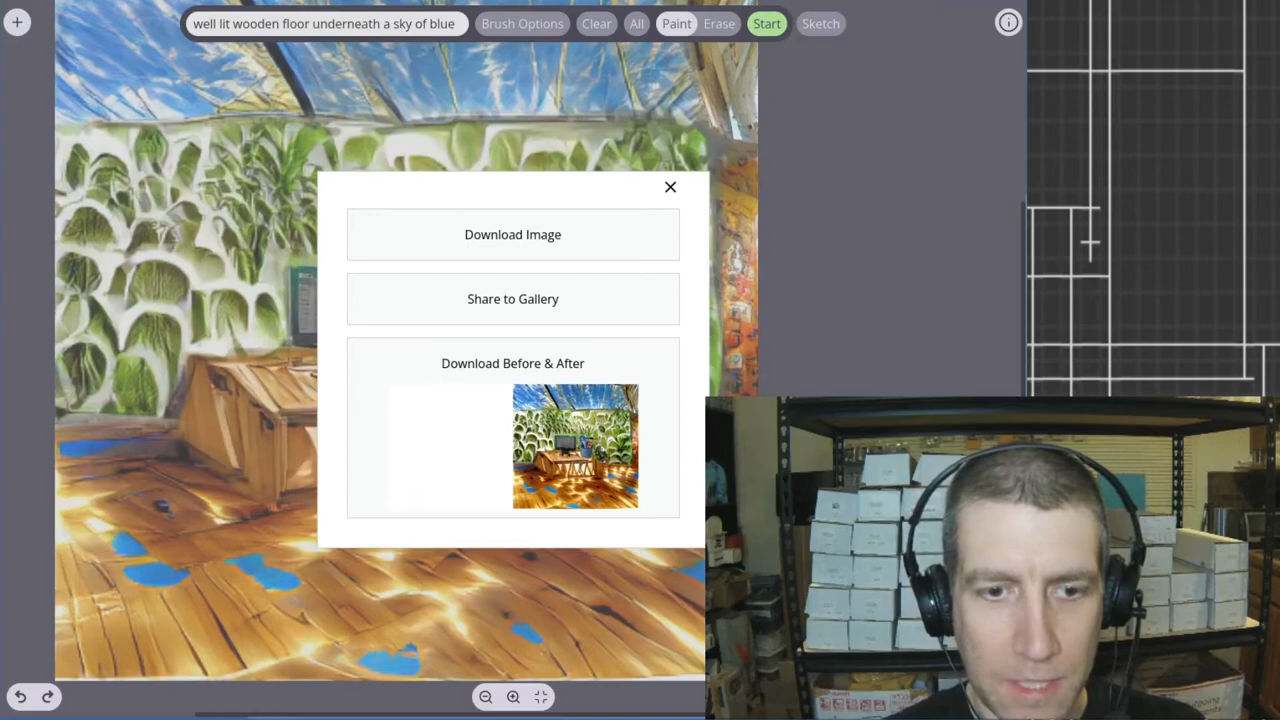 well lit wooden floor underneath a sky of blue
Brush Options
Clear
All
Paint
Erase
Start
Sketch
Download Image
Share to Gallery
Download Before & After